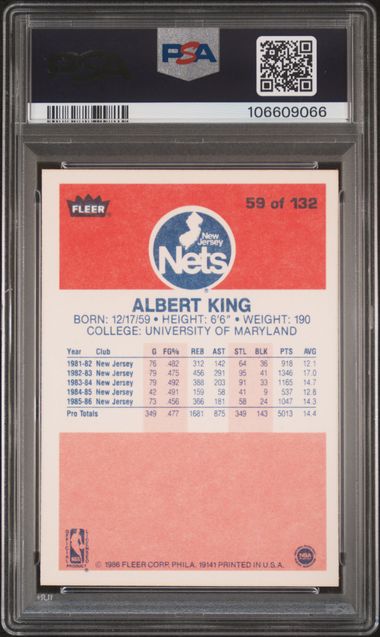 PSA
PSA
106609066
FLEER
59 of 132
New
Jersey
Nets
®
ALBERT KING
BORN: 12/17/59 • HEIGHT: 6'6" • WEIGHT: 190
COLLEGE: UNIVERSITY OF MARYLAND
Year Club G FG% REB AST STL BLK PTS AVG
1981-82 New Jersey 76 .482 312 142 64 36 918 12.1
1982-83 New Jersey 79 .475 456 291 95 41 1346 17.0
1983-84 New Jersey 79 .492 388 203 91 33 1165 14.7
1984-85 New Jersey 42 .491 159 58 41 9 537 12.8
1985-86 New Jersey 73 .456 366 181 58 24 1047 14.3
Pro Totals 349 .477 1681 875 349 143 5013 14.4
OFFICIAL LICENSED
NBA
PRODUCT
© 1986 FLEER CORP. PHILA. 19141 PRINTED IN U.S.A.
NBA